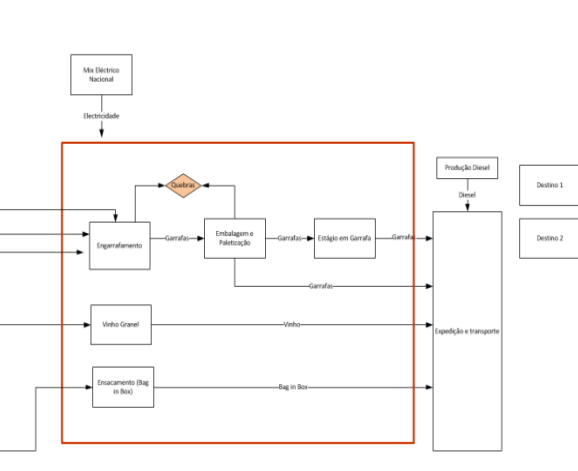 Mix Eléctrico
Nacional
Electricidade
Quebras
Produção Diesel
Diesel
Destino 1
Engarrafamento
Garrafas
Embalagem e
Paletização
Garrafas
Estágio em Garrafa
Garrafa
Destino 2
Garrafas
Vinho Granel
Vinho
Expedição e transporte
Ensacamento (Bag
in Box)
Bag in Box